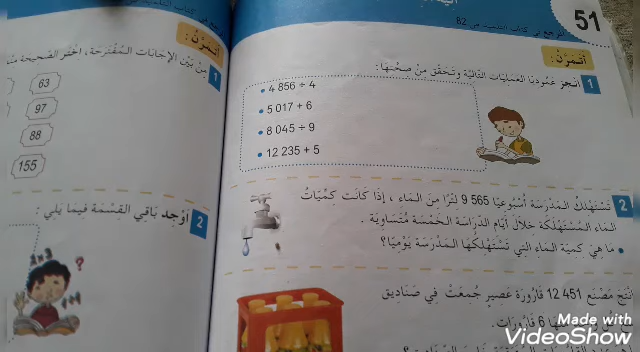 51
المرجع في كتاب التلميذ ص 82
أتمرن :
1 أنجز عموديا العمليات التالية وتحقق من صحتها :
4 856 ÷ 4
5 017 ÷ 6
8 045 ÷ 9
12 235 ÷ 5
2 تستهلك المدرسة أسبوعيا 565 9 لترا من الماء ، إذا كانت كميات
الماء المستهلكة خلال أيام الدراسة الخمسة متساوية .
ما هي كمية الماء التي تستهلكها المدرسة يوميا ؟
أنتج مصنع 451 12 قارورة عصير جمعت في صناديق
6 قارورات .
أتمرن :
1 من بين الإجابات المقترحة، اختر الصحيحة
63
97
88
155
2 أوجد باقي القسمة فيما يلي :
Made with
VideoShow